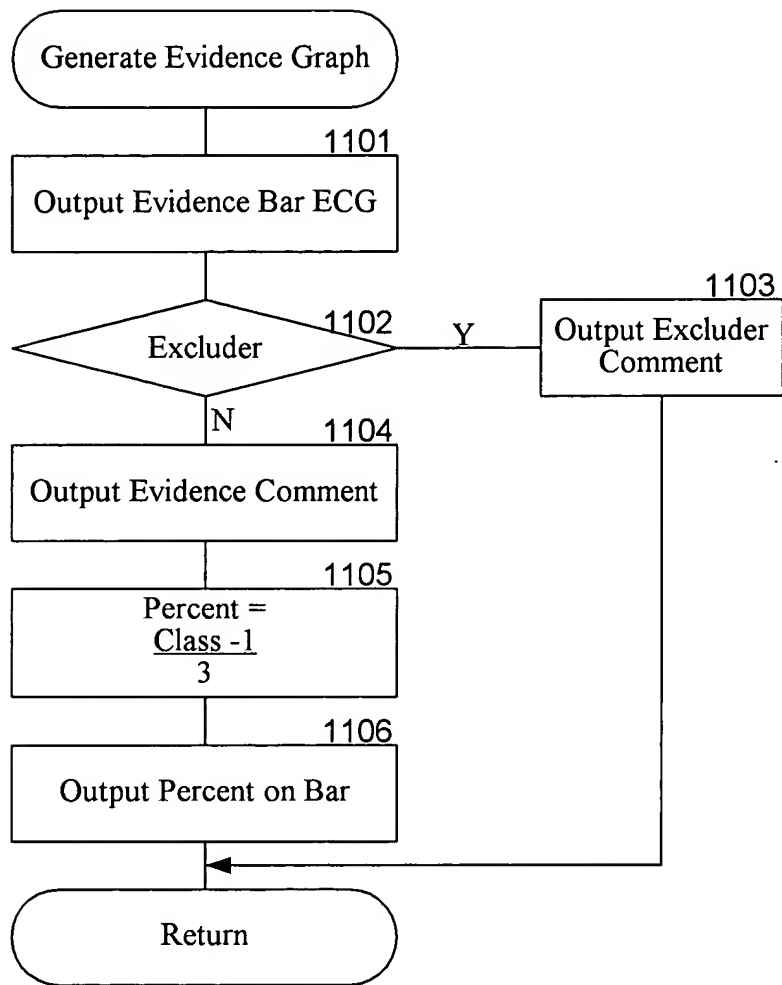 Generate Evidence Graph
1101
Output Evidence Bar ECG
1102
Excluder
Y
1103
Output Excluder
Comment
N
1104
Output Evidence Comment
1105
Percent =
Class -1
3
1106
Output Percent on Bar
Return